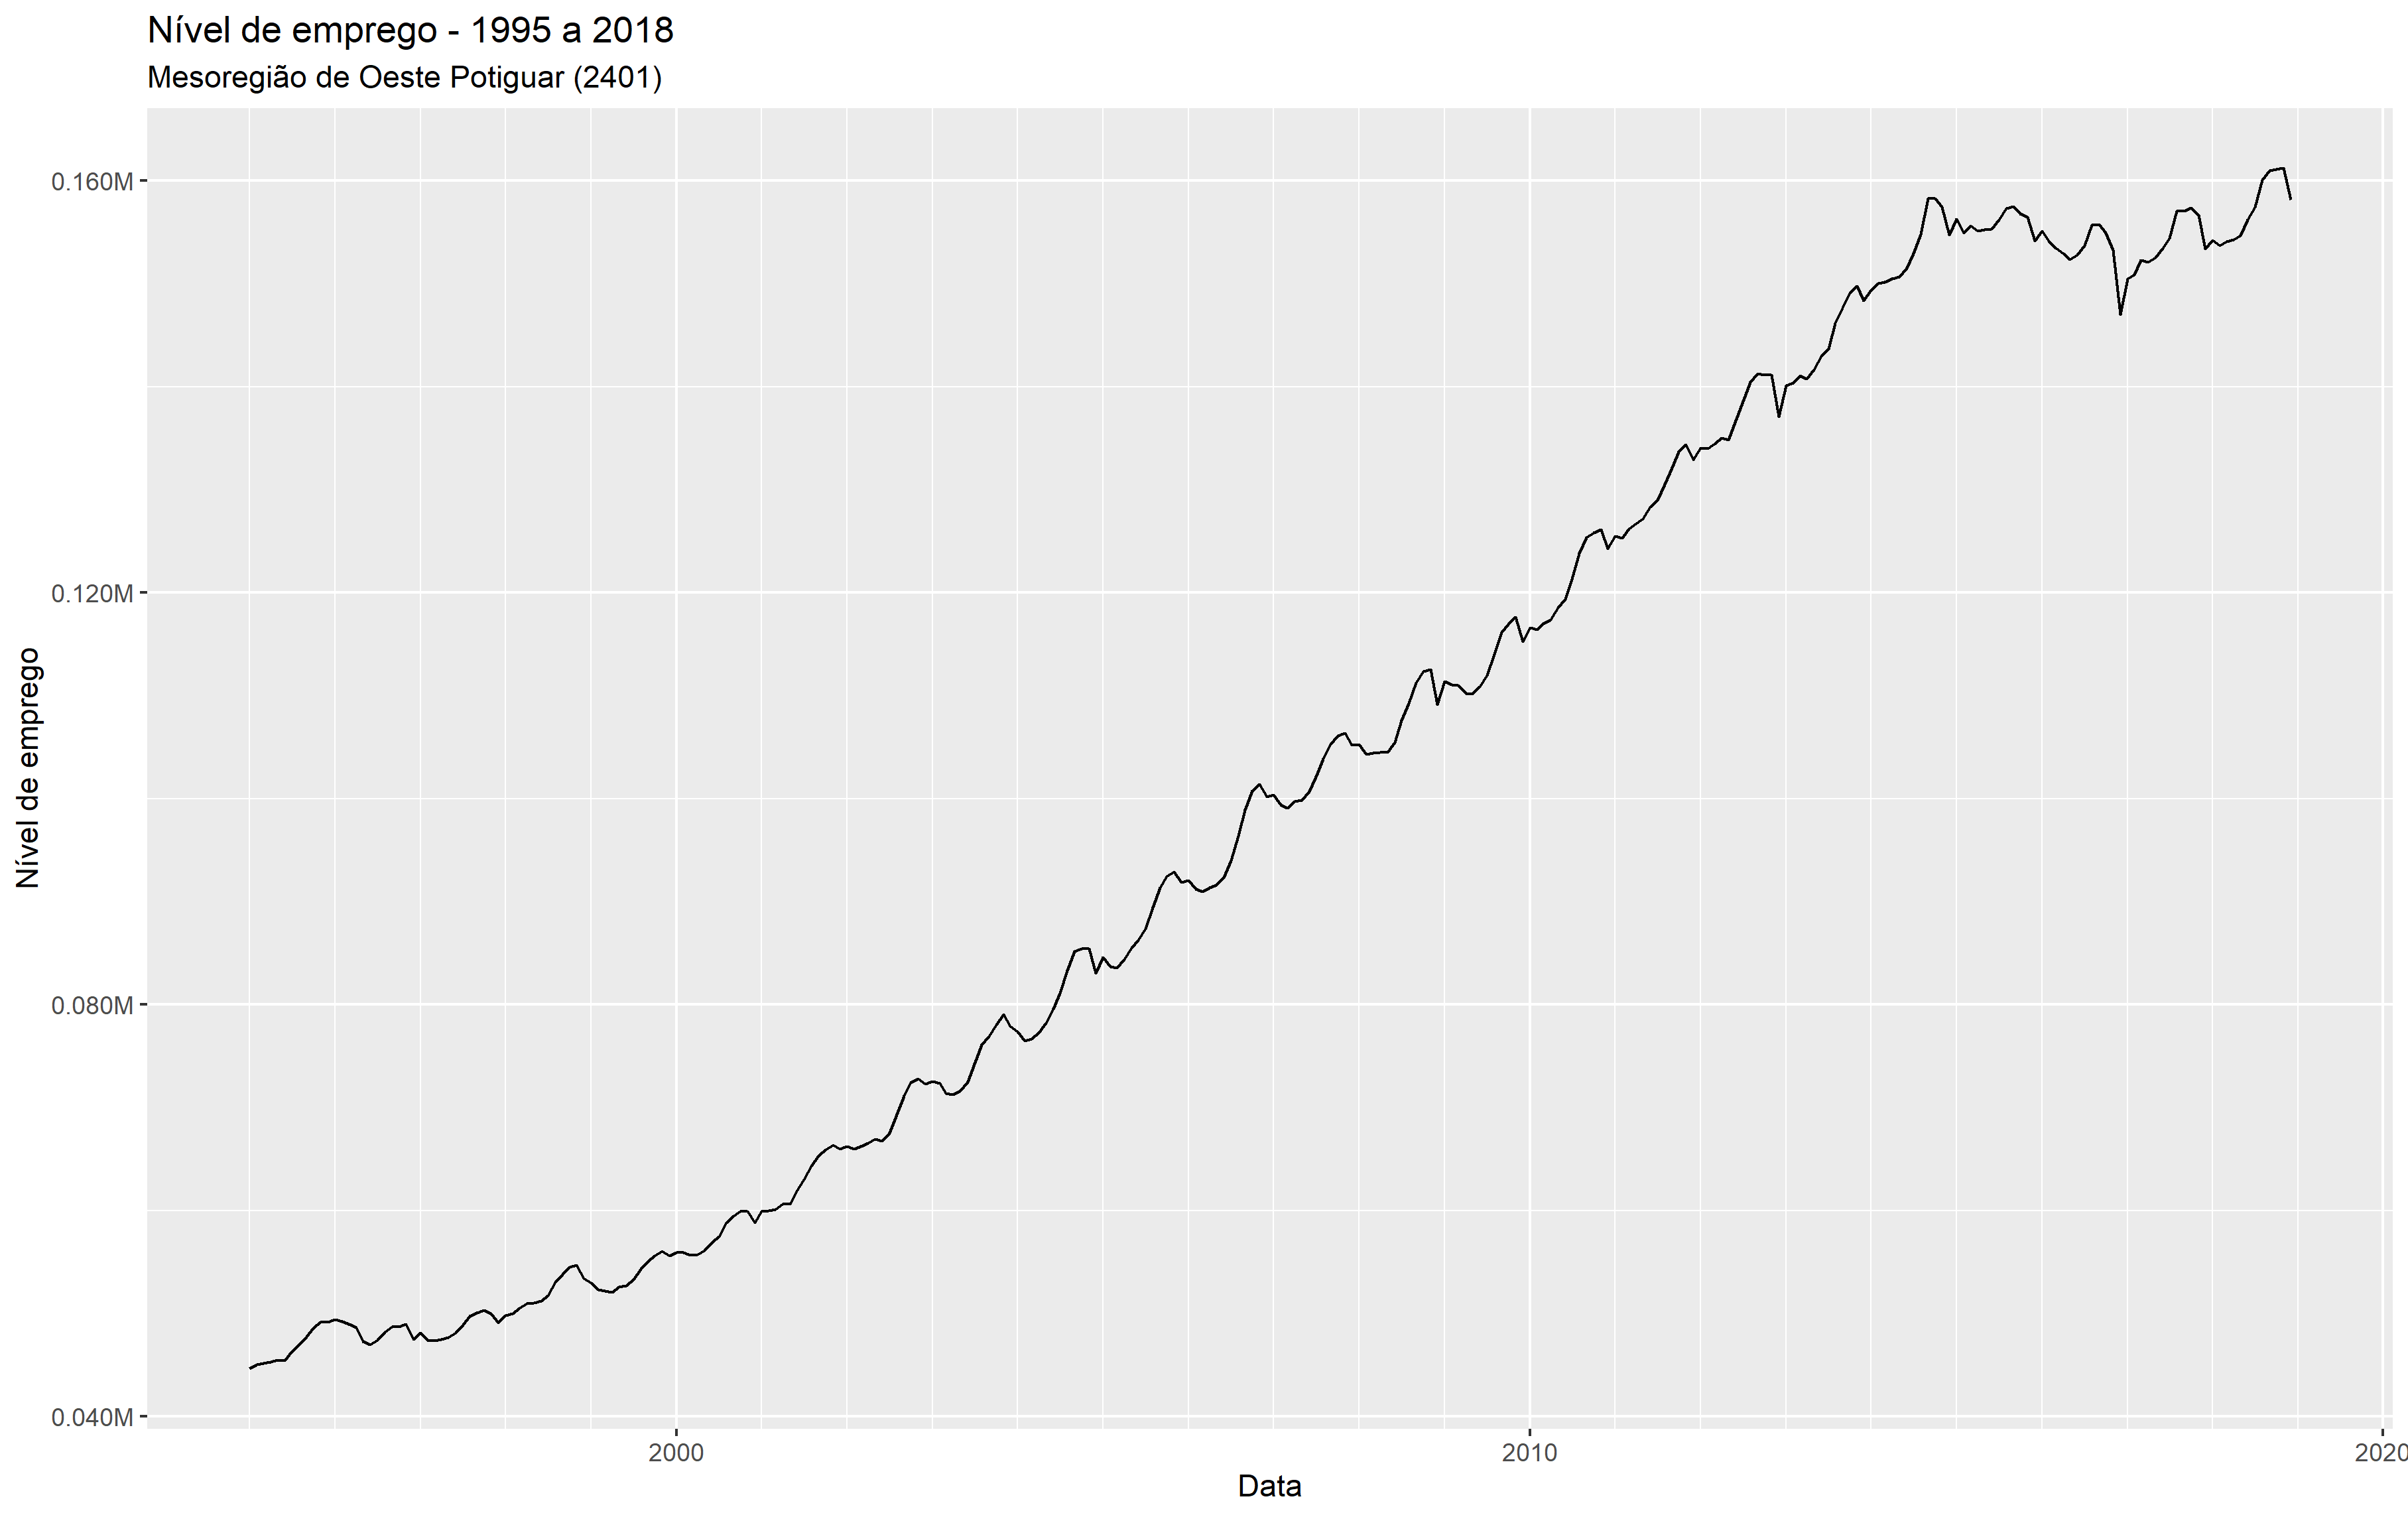 Nível de emprego - 1995 a 2018
Mesoregião de Oeste Potiguar (2401)
Nível de emprego
0.160M
0.120M
0.080M
0.040M
2000
2010
2020
Data